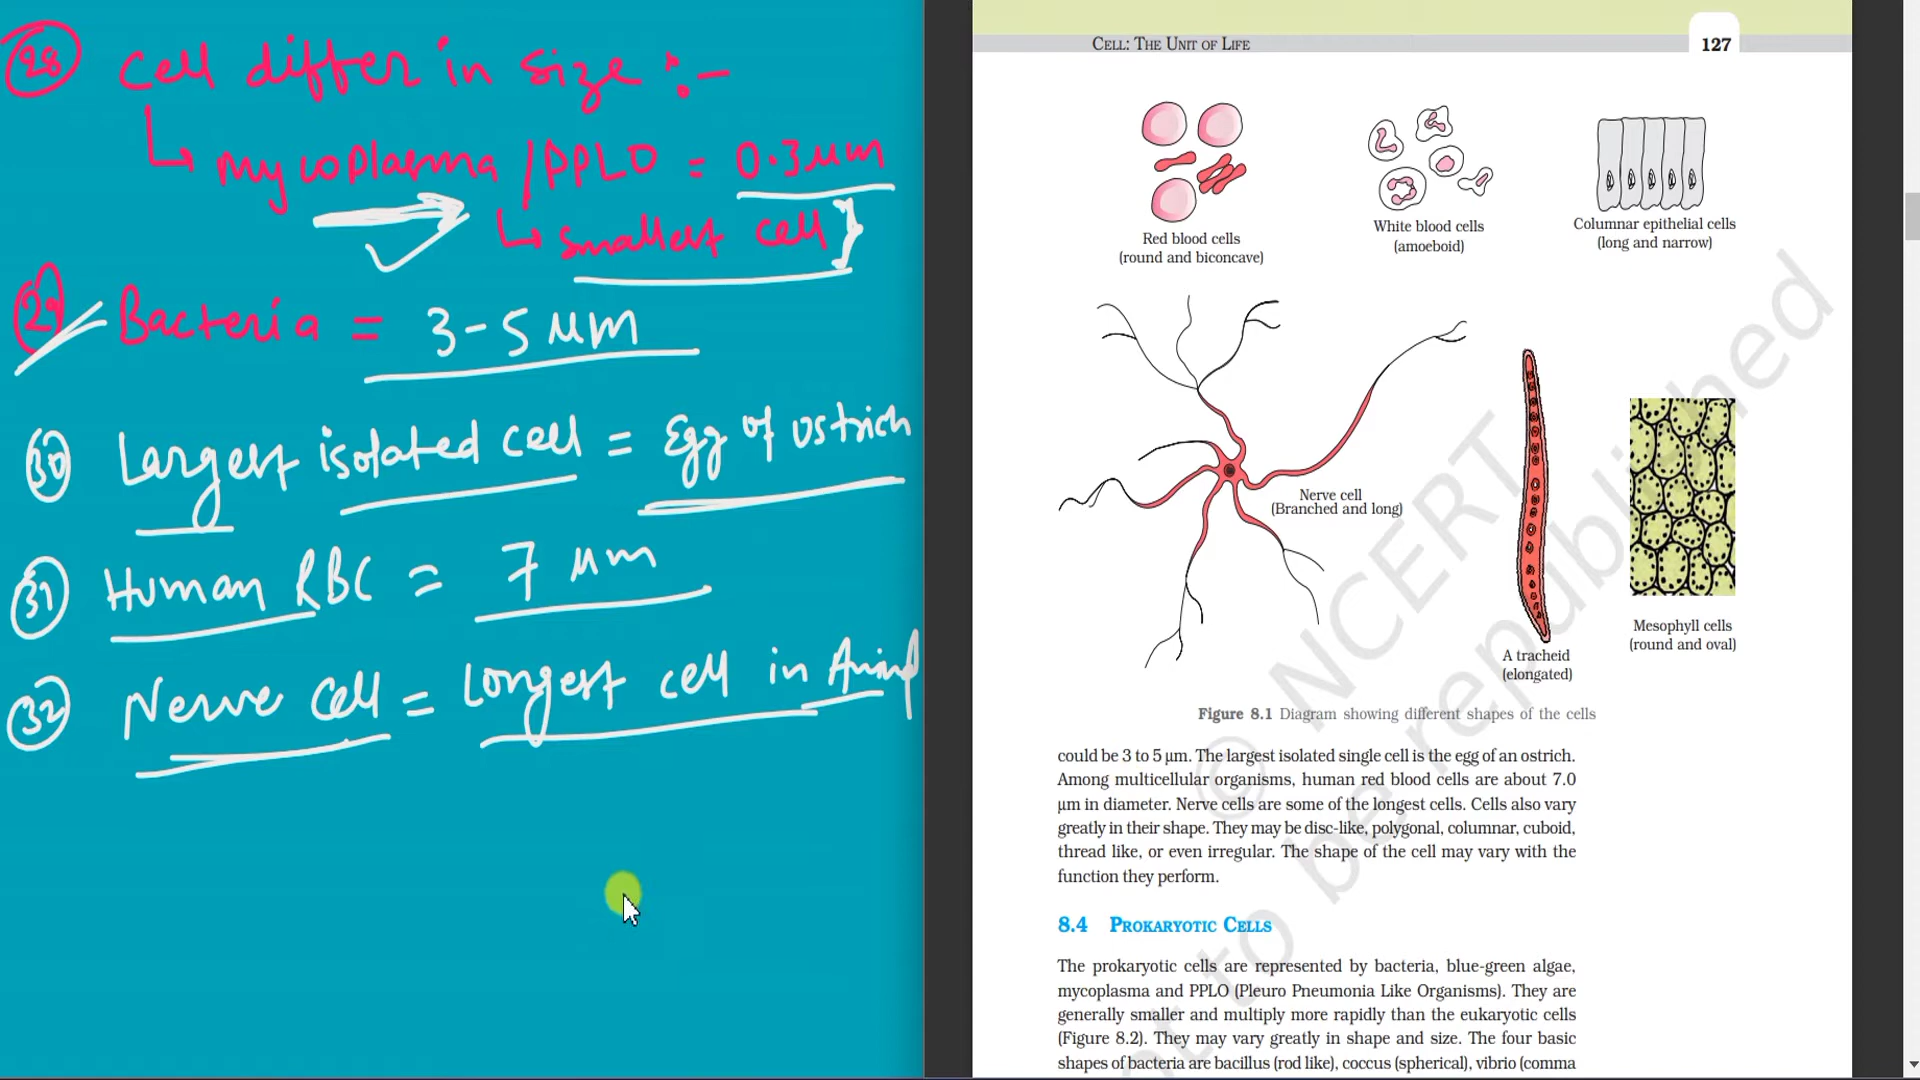 28 Cell differ in size :-
↳ Mycoplasma / PPLO = 0.3 µm
↳ Smallest cell
29 Bacteria = 3-5 µm
30 Largest isolated cell = Egg of ostrich
31 Human RBC = 7 µm
32 Nerve Cell = Longest cell in Animal
CELL: THE UNIT OF LIFE 127
Red blood cells
(round and biconcave)
White blood cells
(amoeboid)
Columnar epithelial cells
(long and narrow)
Nerve cell
(Branched and long)
A tracheid
(elongated)
Mesophyll cells
(round and oval)
Figure 8.1 Diagram showing different shapes of the cells
could be 3 to 5 µm. The largest isolated single cell is the egg of an ostrich.
Among multicellular organisms, human red blood cells are about 7.0
µm in diameter. Nerve cells are some of the longest cells. Cells also vary
greatly in their shape. They may be disc-like, polygonal, columnar, cuboid,
thread like, or even irregular. The shape of the cell may vary with the
function they perform.
8.4 PROKARYOTIC CELLS
The prokaryotic cells are represented by bacteria, blue-green algae,
mycoplasma and PPLO (Pleuro Pneumonia Like Organisms). They are
generally smaller and multiply more rapidly than the eukaryotic cells
(Figure 8.2). They may vary greatly in shape and size. The four basic
shapes of bacteria are bacillus (rod like), coccus (spherical), vibrio (comma
© NCERT
not to be republished